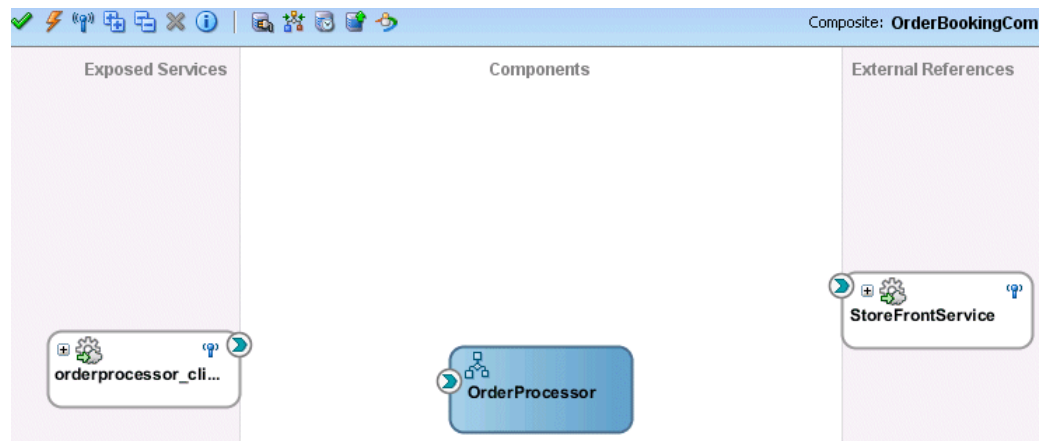 Composite: OrderBookingCom
Exposed Services
Components
External References
StoreFrontService
orderprocessor_cli...
OrderProcessor